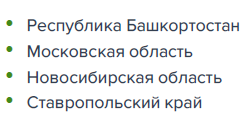 Республика Башкортостан
Московская область
Новосибирская область
Ставропольский край